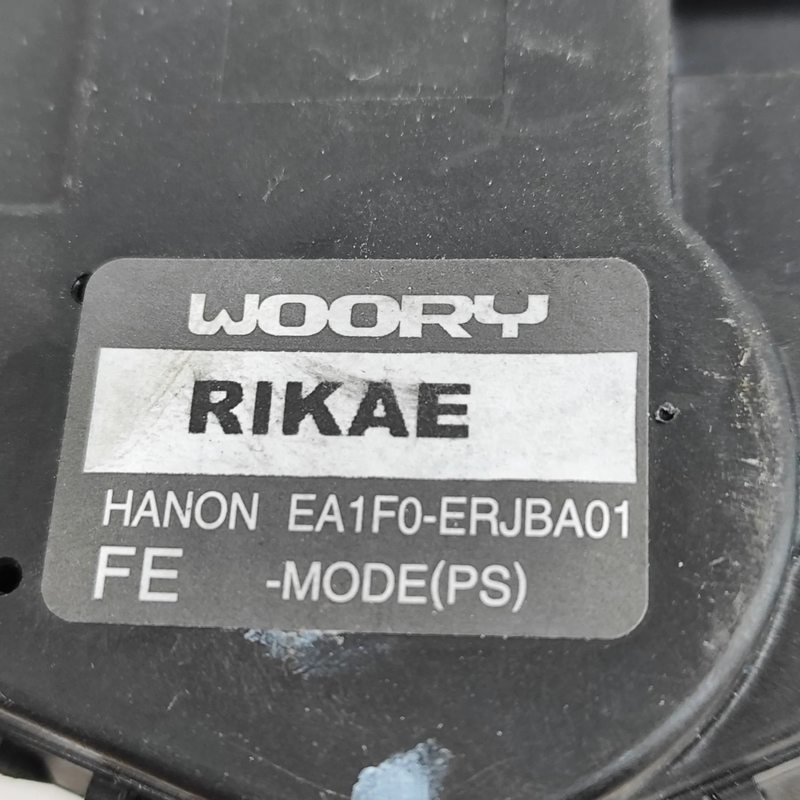 WOORY
RIKAE
HANON EA1F0-ERJBA01
FE -MODE(PS)